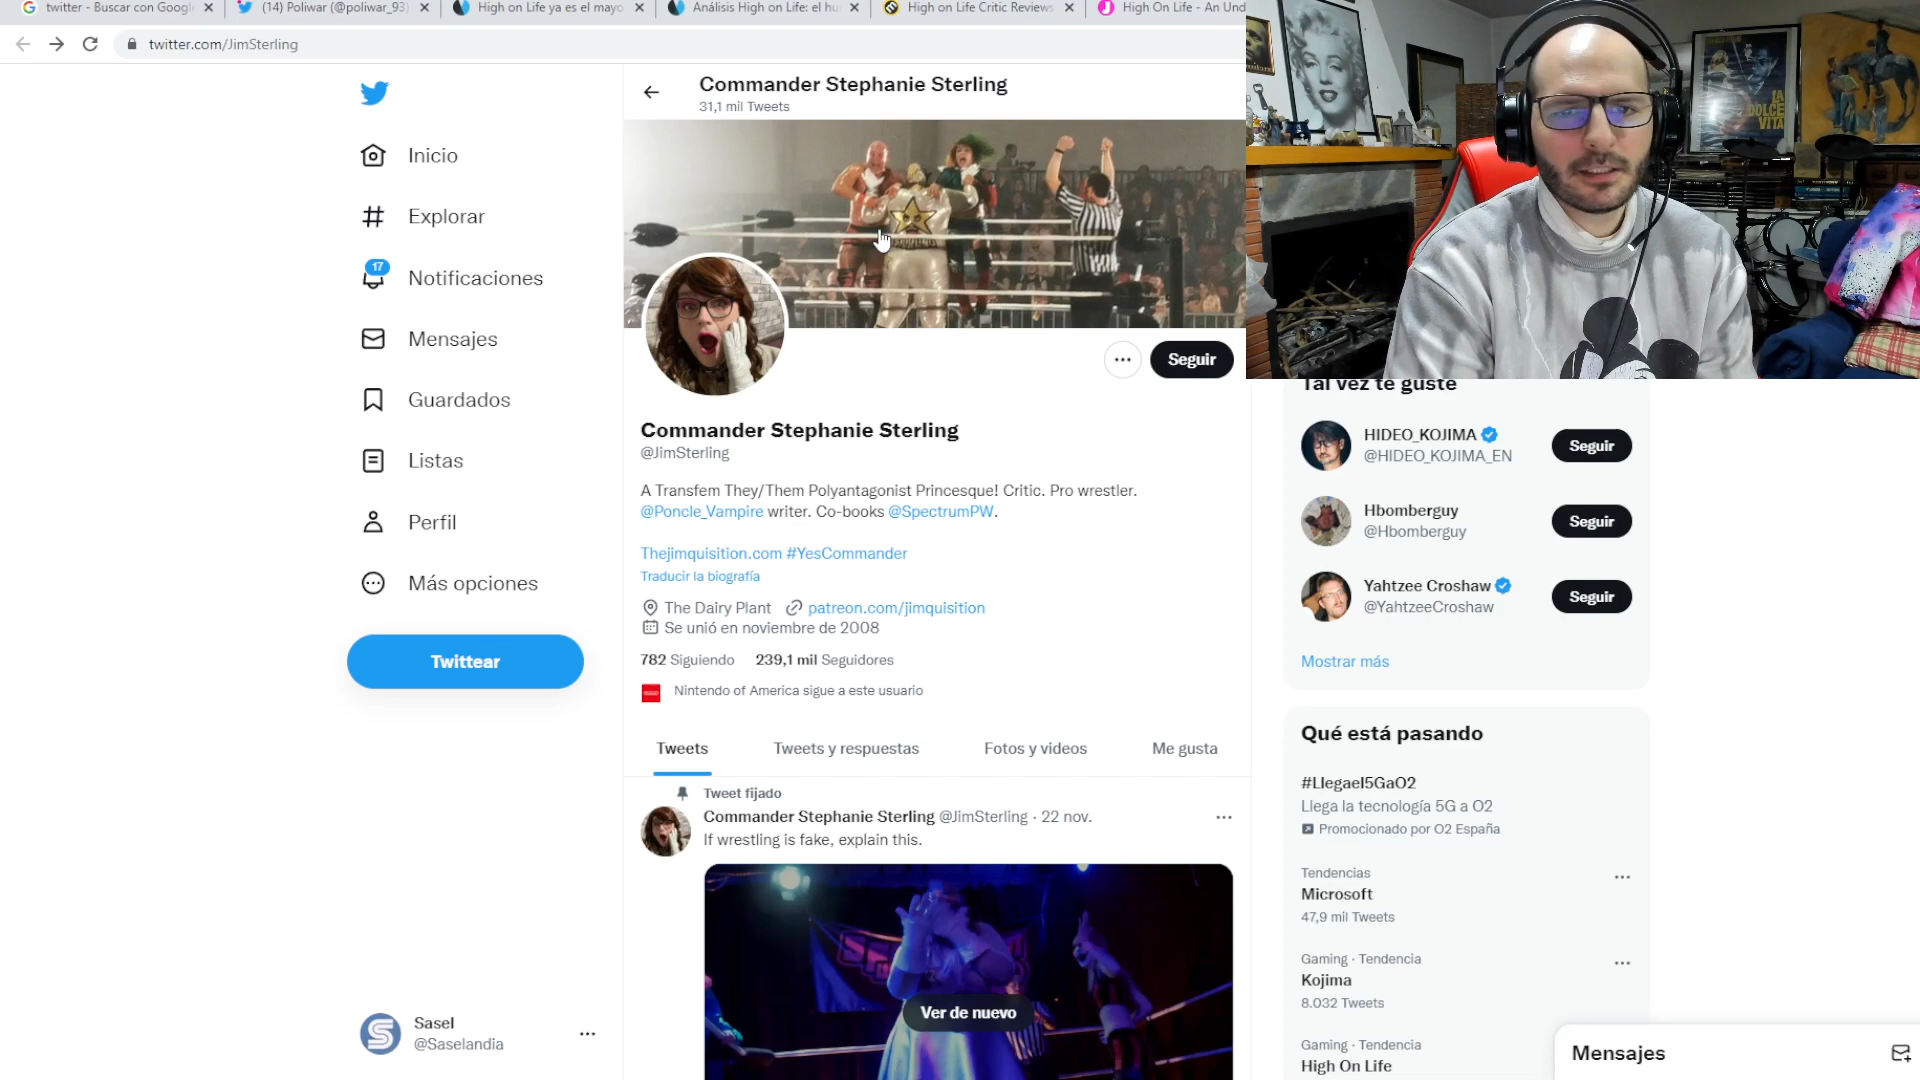 twitter - Buscar con Googl
(14) Poliwar (@poliwar_93)
High on Life ya es el mayo
Análisis High on Life: el hu
High on Life Critic Reviews
High On Life - An Und
twitter.com/JimSterling
Commander Stephanie Sterling
31,1 mil Tweets
Inicio
Explorar
17
Notificaciones
Mensajes
Guardados
Listas
Perfil
Más opciones
Twittear
Sasel
@Saselandia
Seguir
Commander Stephanie Sterling
@JimSterling
A Transfem They/Them Polyantagonist Princesque! Critic. Pro wrestler.
@Poncle_Vampire writer. Co-books @SpectrumPW.
Thejimquisition.com #YesCommander
Traducir la biografía
The Dairy Plant patreon.com/jimquisition
Se unió en noviembre de 2008
782 Siguiendo 239,1 mil Seguidores
Nintendo of America sigue a este usuario
Tweets Tweets y respuestas Fotos y videos Me gusta
Tweet fijado
Commander Stephanie Sterling @JimSterling · 22 nov.
If wrestling is fake, explain this.
Ver de nuevo
LA
DOLCE
VITA
Tal vez te guste
HIDEO_KOJIMA
@HIDEO_KOJIMA_EN
Seguir
Hbomberguy
@Hbomberguy
Seguir
Yahtzee Croshaw
@YahtzeeCroshaw
Seguir
Mostrar más
Qué está pasando
#Llegael5GaO2
Llega la tecnología 5G a O2
Promocionado por O2 España
Tendencias
Microsoft
47,9 mil Tweets
Gaming · Tendencia
Kojima
8.032 Tweets
Gaming · Tendencia
High On Life
Mensajes